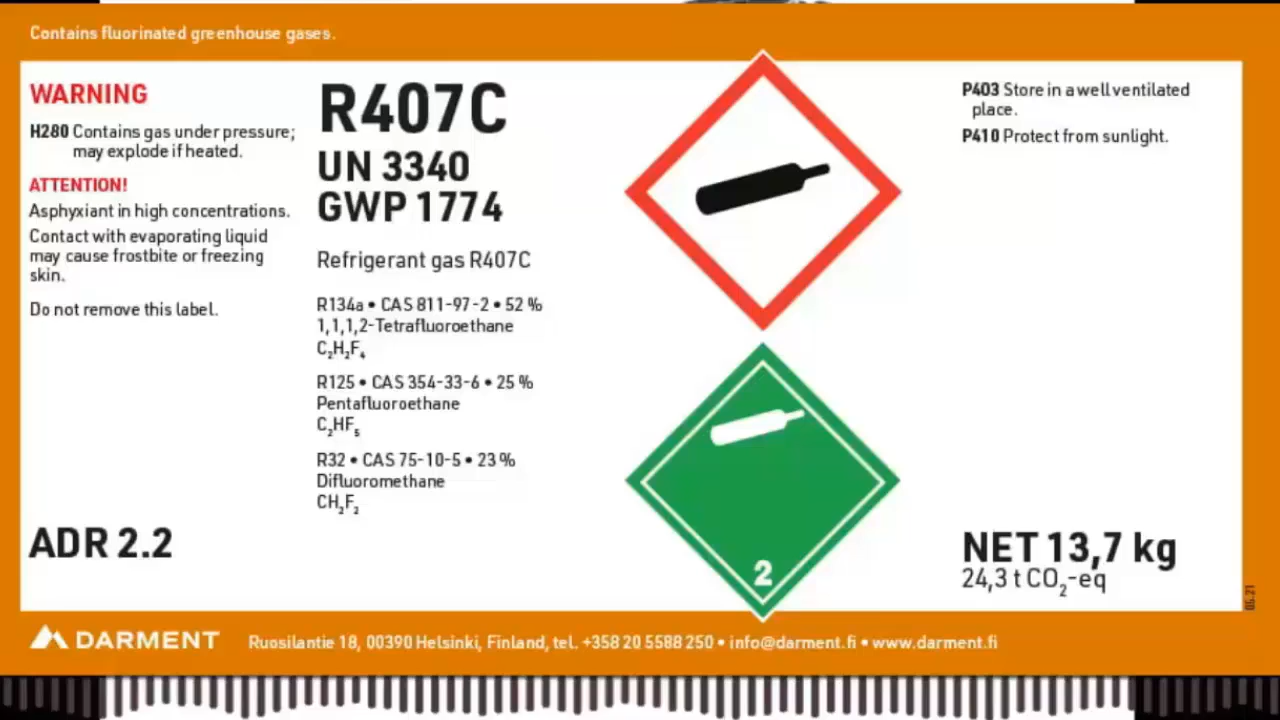 Contains fluorinated greenhouse gases.
WARNING
H280 Contains gas under pressure;
may explode if heated.
ATTENTION!
Asphyxiant in high concentrations.
Contact with evaporating liquid
may cause frostbite or freezing
skin.
Do not remove this label.
ADR 2.2
R407C
UN 3340
GWP 1774
Refrigerant gas R407C
R134a • CAS 811-97-2 • 52 %
1,1,1,2-Tetrafluoroethane
C₂H₂F₄
R125 • CAS 354-33-6 • 25 %
Pentafluoroethane
C₂HF₅
R32 • CAS 75-10-5 • 23 %
Difluoromethane
CH₂F₂
2
P403 Store in a well ventilated
place.
P410 Protect from sunlight.
NET 13,7 kg
24,3 t CO₂-eq
04.21
DARMENT Ruosilantie 18, 00390 Helsinki, Finland, tel. +358 20 5588 250 • info@darment.fi • www.darment.fi